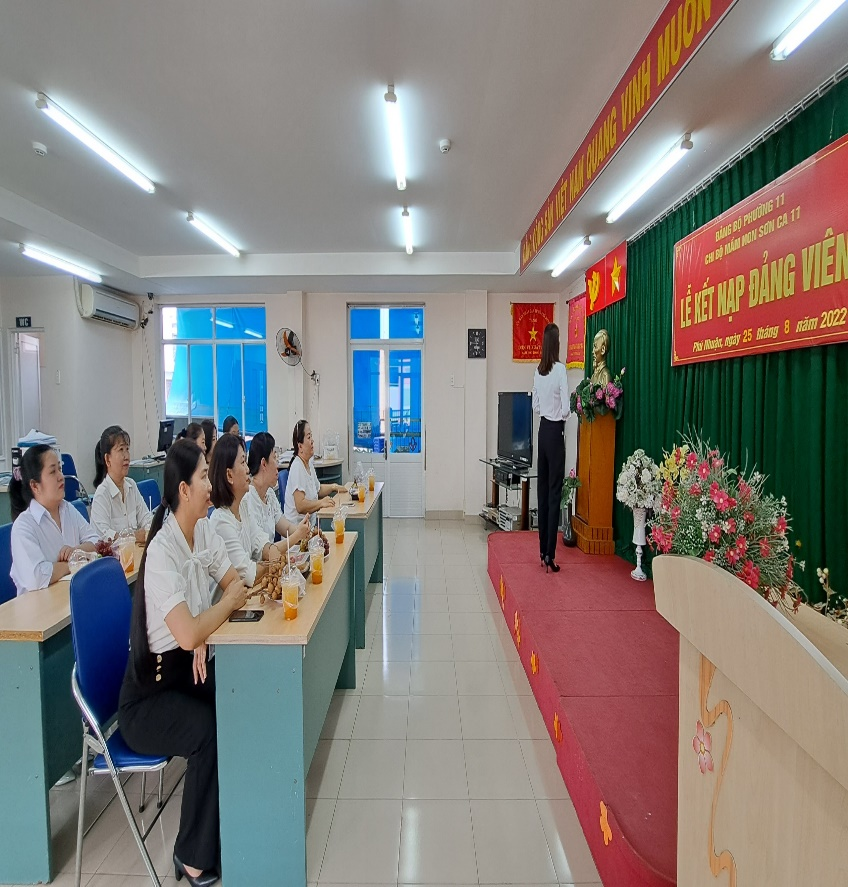 CỘNG SẢN VIỆT NAM QUANG VINH MUÔN
ĐẢNG BỘ PHƯỜNG 11
CHI BỘ MẦM NON SƠN CA 11
LỄ KẾT NẠP ĐẢNG VIÊN
Phú Nhuận, ngày 25 tháng 8 năm 2022
WC